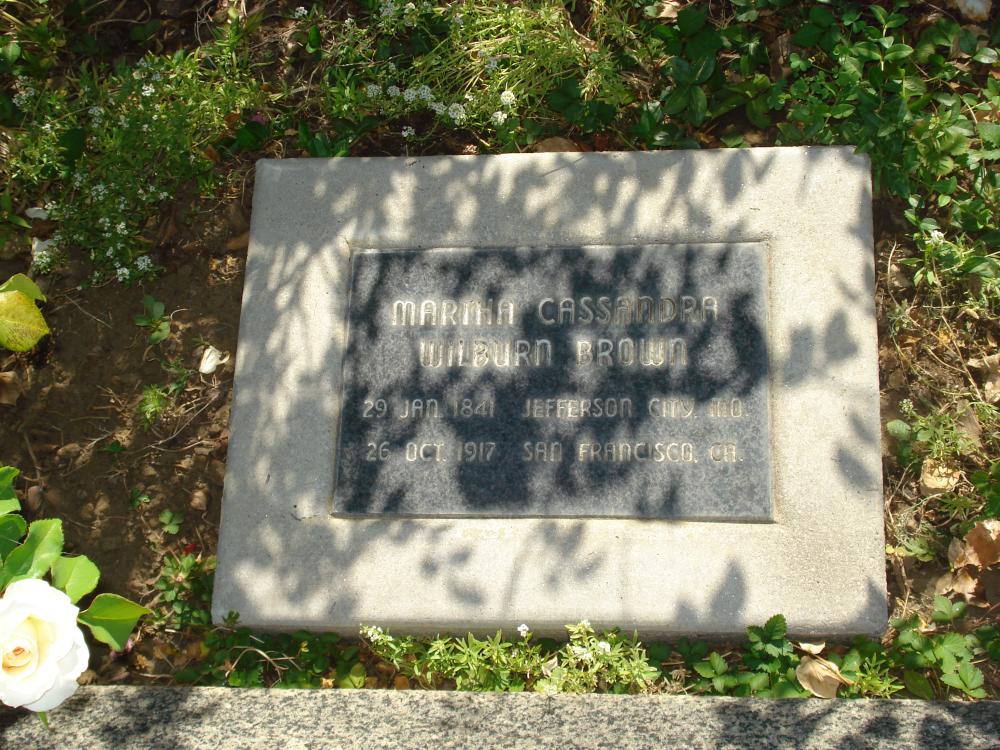 MARTHA CASSANDRA
WILBURN BROWN
29 JAN. 1841 JEFFERSON CITY, MO.
26 OCT. 1917 SAN FRANCISCO, CA.